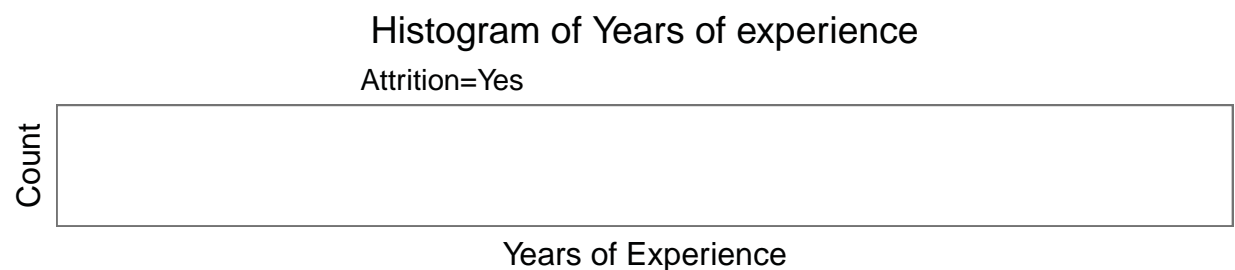 Histogram of Years of experience
Attrition=Yes
Count
Years of Experience